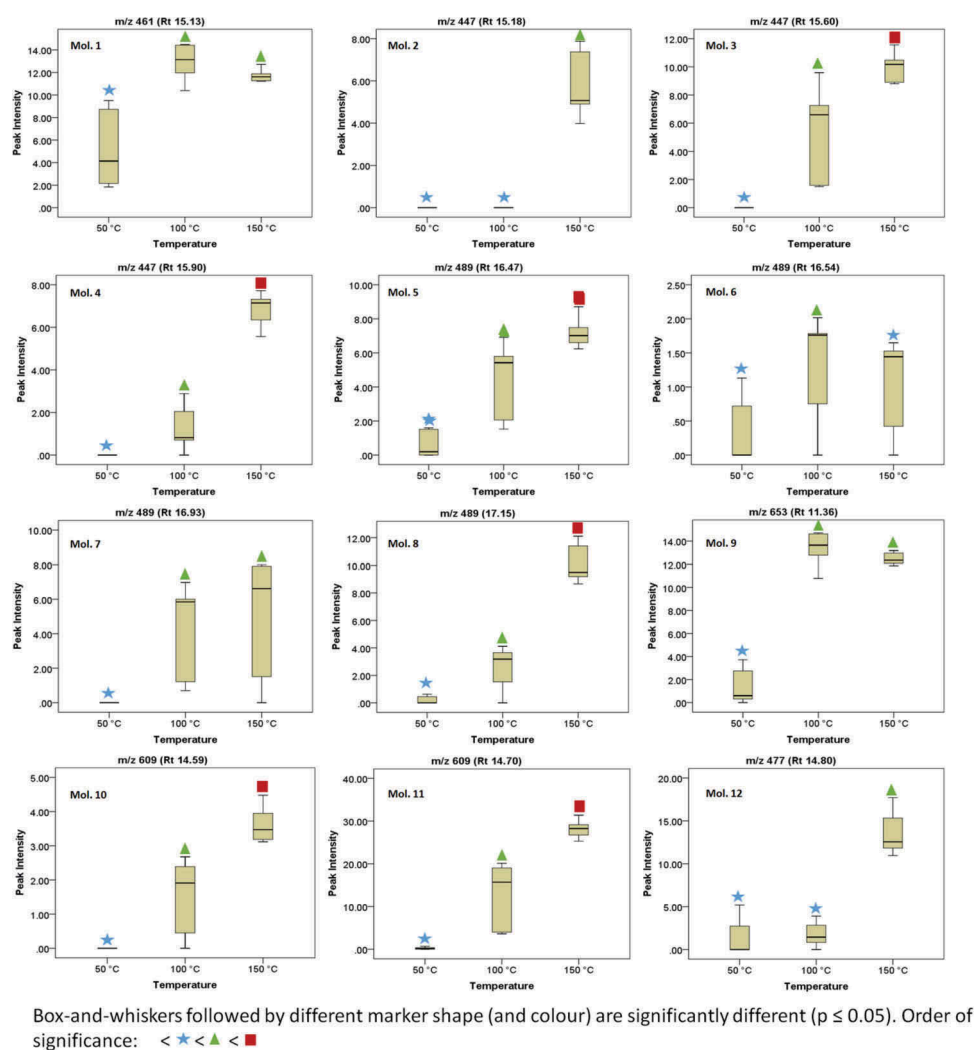 m/z 461 (Rt 15.13)
Mol. 1
Peak Intensity
14.00
12.00
10.00
8.00
6.00
4.00
2.00
.00
50 °C
100 °C
150 °C
Temperature
m/z 447 (Rt 15.18)
Mol. 2
Peak Intensity
8.00
6.00
4.00
2.00
.00
50 °C
100 °C
150 °C
Temperature
m/z 447 (Rt 15.60)
Mol. 3
Peak Intensity
12.00
10.00
8.00
6.00
4.00
2.00
.00
50 °C
100 °C
150 °C
Temperature
m/z 447 (Rt 15.90)
Mol. 4
Peak Intensity
8.00
6.00
4.00
2.00
.00
50 °C
100 °C
150 °C
Temperature
m/z 489 (Rt 16.47)
Mol. 5
Peak Intensity
10.00
8.00
6.00
4.00
2.00
.00
50 °C
100 °C
150 °C
Temperature
m/z 489 (Rt 16.54)
Mol. 6
Peak Intensity
2.50
2.00
1.50
1.00
.50
.00
50 °C
100 °C
150 °C
Temperature
m/z 489 (Rt 16.93)
Mol. 7
Peak Intensity
10.00
8.00
6.00
4.00
2.00
.00
50 °C
100 °C
150 °C
Temperature
m/z 489 (17.15)
Mol. 8
Peak Intensity
12.00
10.00
8.00
6.00
4.00
2.00
.00
50 °C
100 °C
150 °C
Temperature
m/z 653 (Rt 11.36)
Mol. 9
Peak Intensity
14.00
12.00
10.00
8.00
6.00
4.00
2.00
.00
50 °C
100 °C
150 °C
Temperature
m/z 609 (Rt 14.59)
Mol. 10
Peak Intensity
5.00
4.00
3.00
2.00
1.00
.00
50 °C
100 °C
150 °C
Temperature
m/z 609 (Rt 14.70)
Mol. 11
Peak Intensity
40.00
30.00
20.00
10.00
.00
50 °C
100 °C
150 °C
Temperature
m/z 477 (Rt 14.80)
Mol. 12
Peak Intensity
20.00
15.00
10.00
5.00
.00
50 °C
100 °C
150 °C
Temperature
Box-and-whiskers followed by different marker shape (and colour) are significantly different (p ≤ 0.05). Order of
significance: < ★ < ▲ < ■